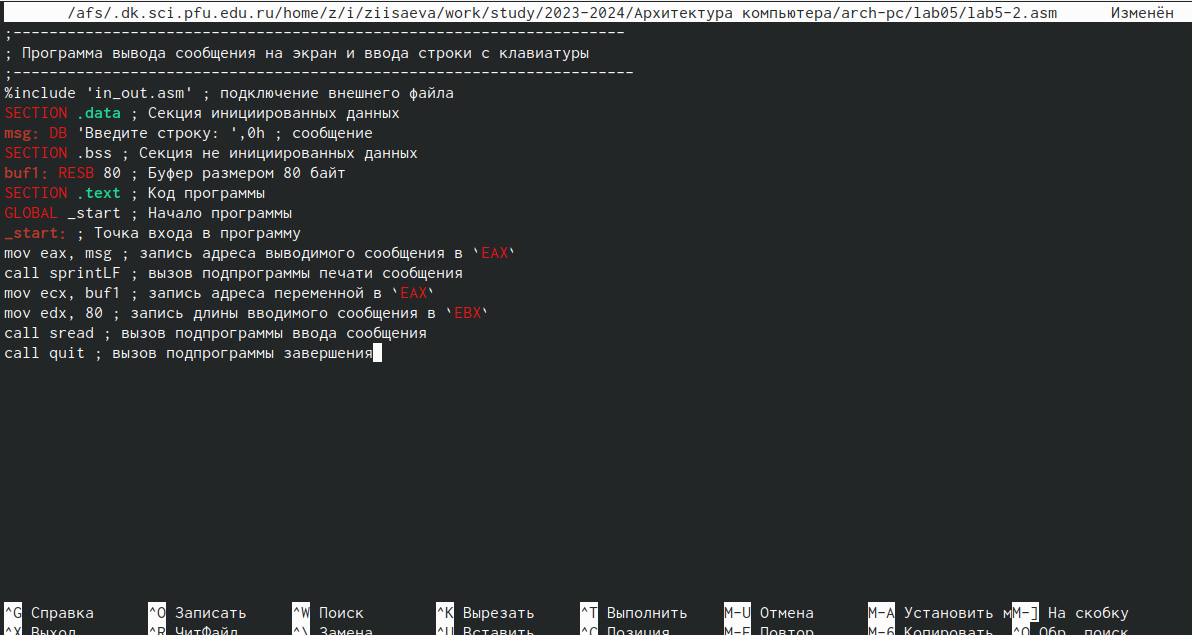 /afs/.dk.sci.pfu.edu.ru/home/z/i/ziisaeva/work/study/2023-2024/Архитектура компьютера/arch-pc/lab05/lab5-2.asm Изменён
;--------------------------------------------------------------------
; Программа вывода сообщения на экран и ввода строки с клавиатуры
;---------------------------------------------------------------------
%include 'in_out.asm' ; подключение внешнего файла
SECTION .data ; Секция инициированных данных
msg: DB 'Введите строку: ',0h ; сообщение
SECTION .bss ; Секция не инициированных данных
buf1: RESB 80 ; Буфер размером 80 байт
SECTION .text ; Код программы
GLOBAL _start ; Начало программы
_start: ; Точка входа в программу
mov eax, msg ; запись адреса выводимого сообщения в `EAX`
call sprintLF ; вызов подпрограммы печати сообщения
mov ecx, buf1 ; запись адреса переменной в `EAX`
mov edx, 80 ; запись длины вводимого сообщения в `EBX`
call sread ; вызов подпрограммы ввода сообщения
call quit ; вызов подпрограммы завершения
^G Справка ^O Записать ^W Поиск ^K Вырезать ^T Выполнить M-U Отмена M-A Установить м M-] На скобку
^X Выход ^R ЧитФайл ^\ Замена ^U Вставить ^C Позиция M-E Повтор M-6 Копировать ^Q Обр. поиск